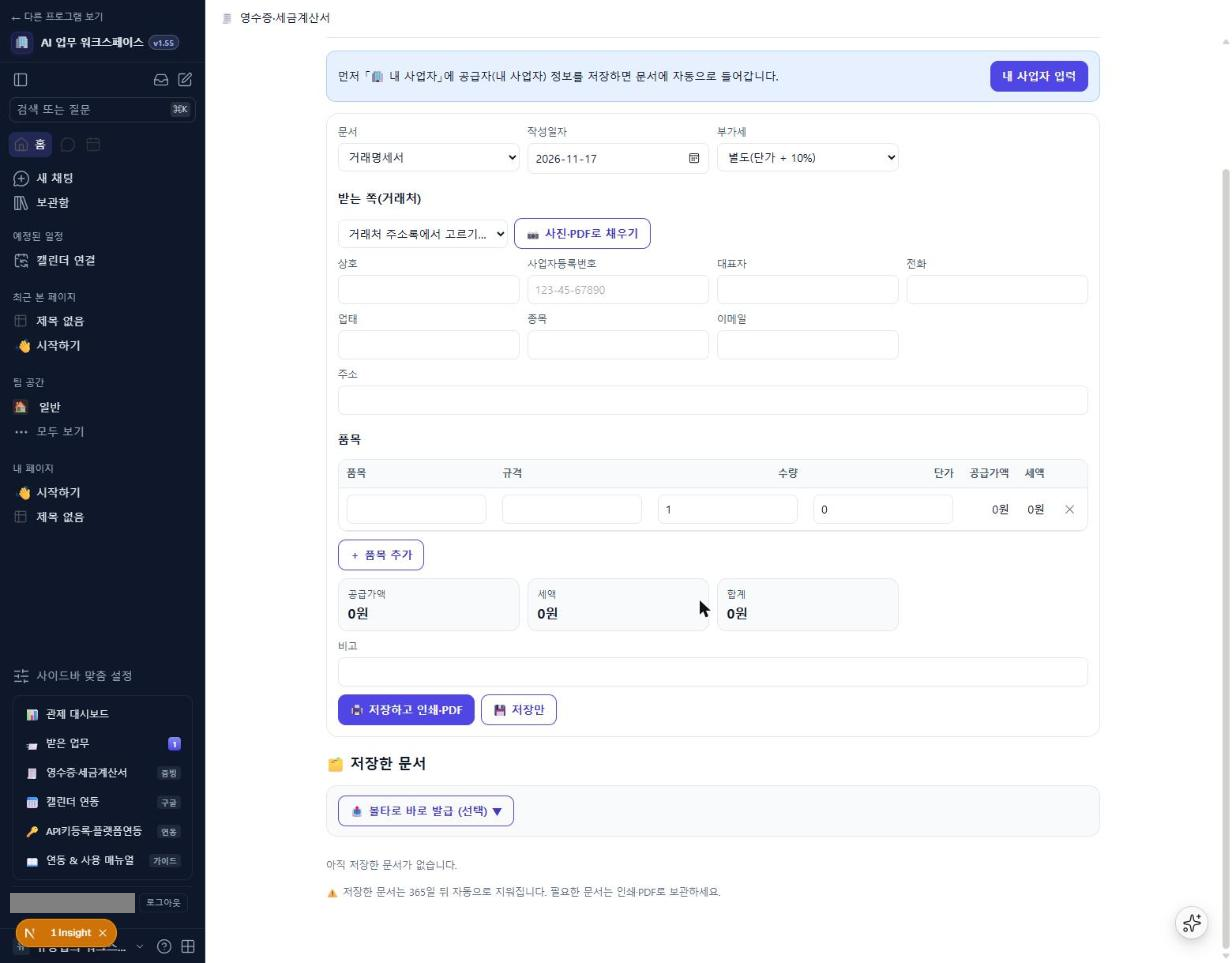 ← 다른 프로그램 보기
AI 업무 워크스페이스 v1.55
검색 또는 질문 ⌘K
홈
새 채팅
보관함
예정된 일정
캘린더 연결
최근 본 페이지
제목 없음
시작하기
팀 공간
일반
모두 보기
내 페이지
시작하기
제목 없음
사이드바 맞춤 설정
관제 대시보드
받은 업무 1
영수증·세금계산서 증빙
캘린더 연동 구글
API키등록·플랫폼연동 연동
연동 & 사용 매뉴얼 가이드
로그아웃
N 1 Insight ×
영수증·세금계산서
먼저 「🏢 내 사업자」에 공급자(내 사업자) 정보를 저장하면 문서에 자동으로 들어갑니다.
내 사업자 입력
문서 작성일자 부가세
거래명세서 2026-11-17 별도(단가 + 10%)
받는 쪽(거래처)
거래처 주소록에서 고르기... 사진·PDF로 채우기
상호 사업자등록번호 대표자 전화
123-45-67890
업태 종목 이메일
주소
품목
품목 규격 수량 단가 공급가액 세액
1 0 0원 0원 ×
+ 품목 추가
공급가액 세액 합계
0원 0원 0원
비고
저장하고 인쇄·PDF 저장만
저장한 문서
볼타로 바로 발급 (선택) ▼
아직 저장한 문서가 없습니다.
저장한 문서는 365일 뒤 자동으로 지워집니다. 필요한 문서는 인쇄·PDF로 보관하세요.